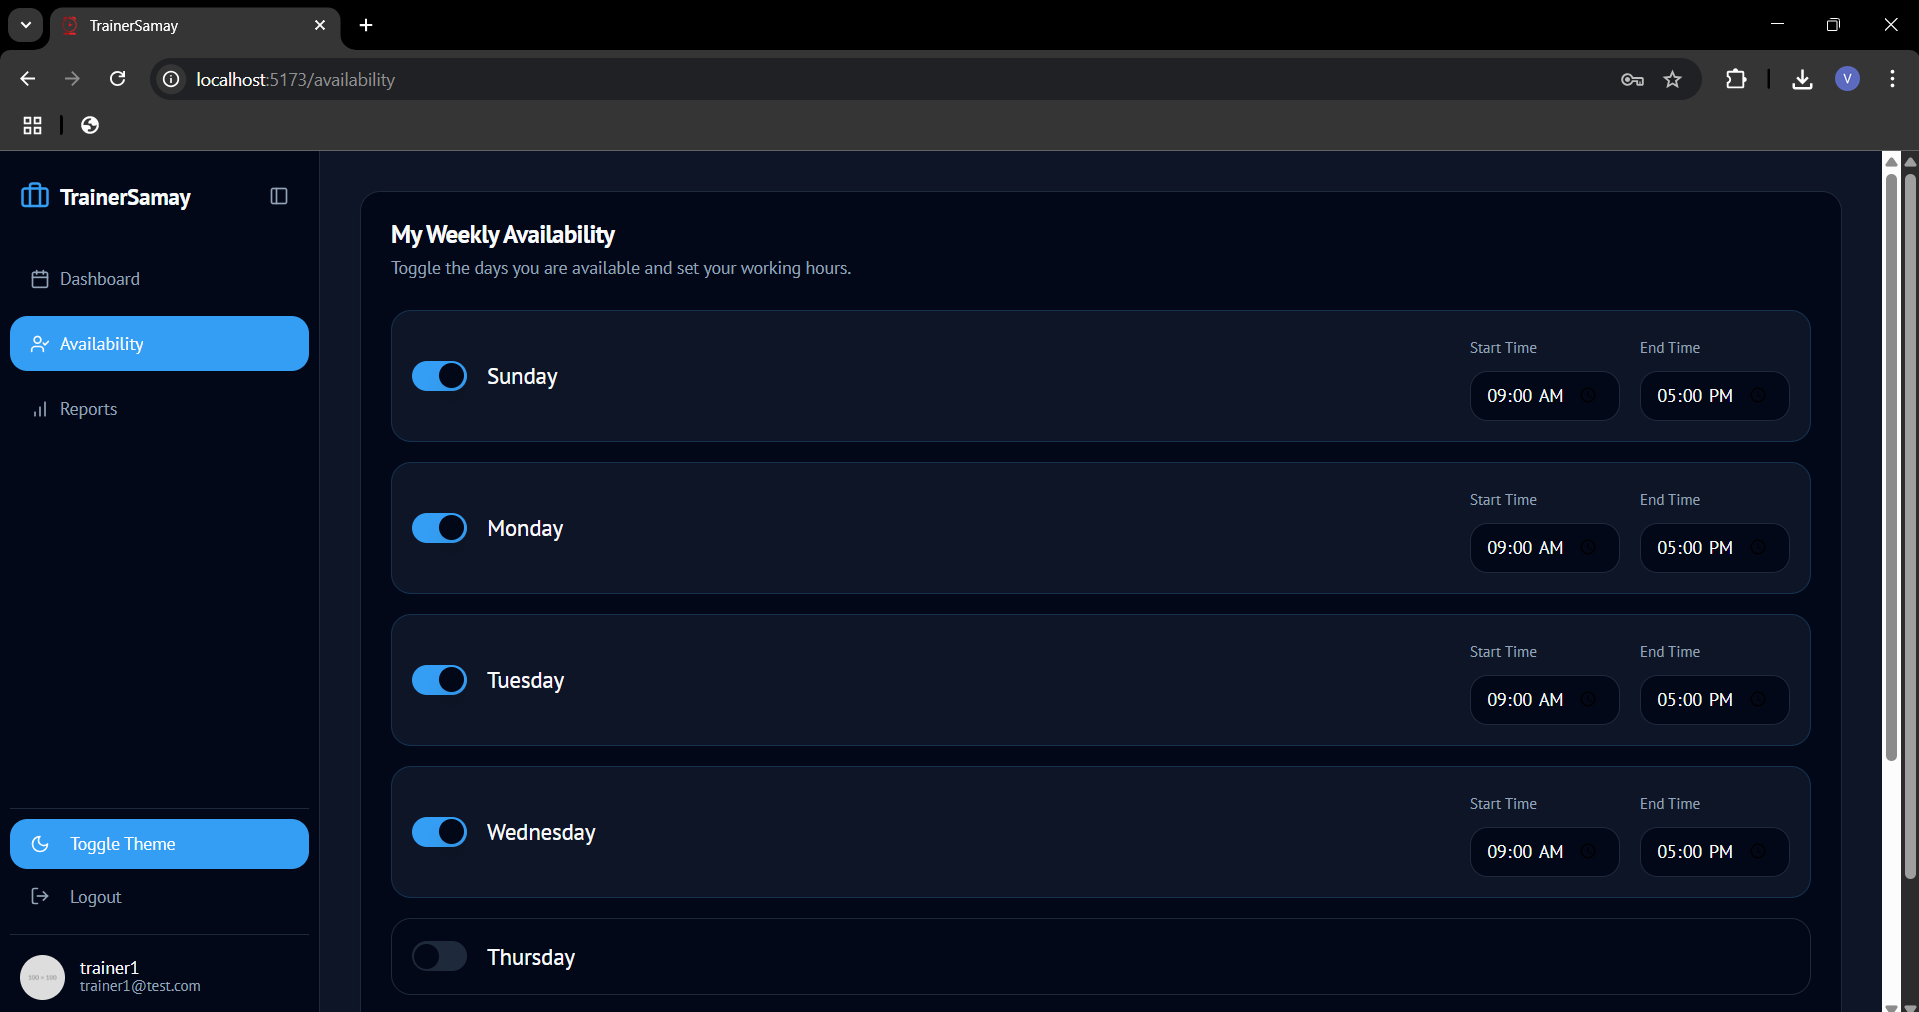 TrainerSamay
localhost:5173/availability
V
TrainerSamay
Dashboard
Availability
Reports
Toggle Theme
Logout
trainer1
trainer1@test.com
My Weekly Availability
Toggle the days you are available and set your working hours.
Sunday
Start Time
End Time
09:00 AM
05:00 PM
Monday
Start Time
End Time
09:00 AM
05:00 PM
Tuesday
Start Time
End Time
09:00 AM
05:00 PM
Wednesday
Start Time
End Time
09:00 AM
05:00 PM
Thursday